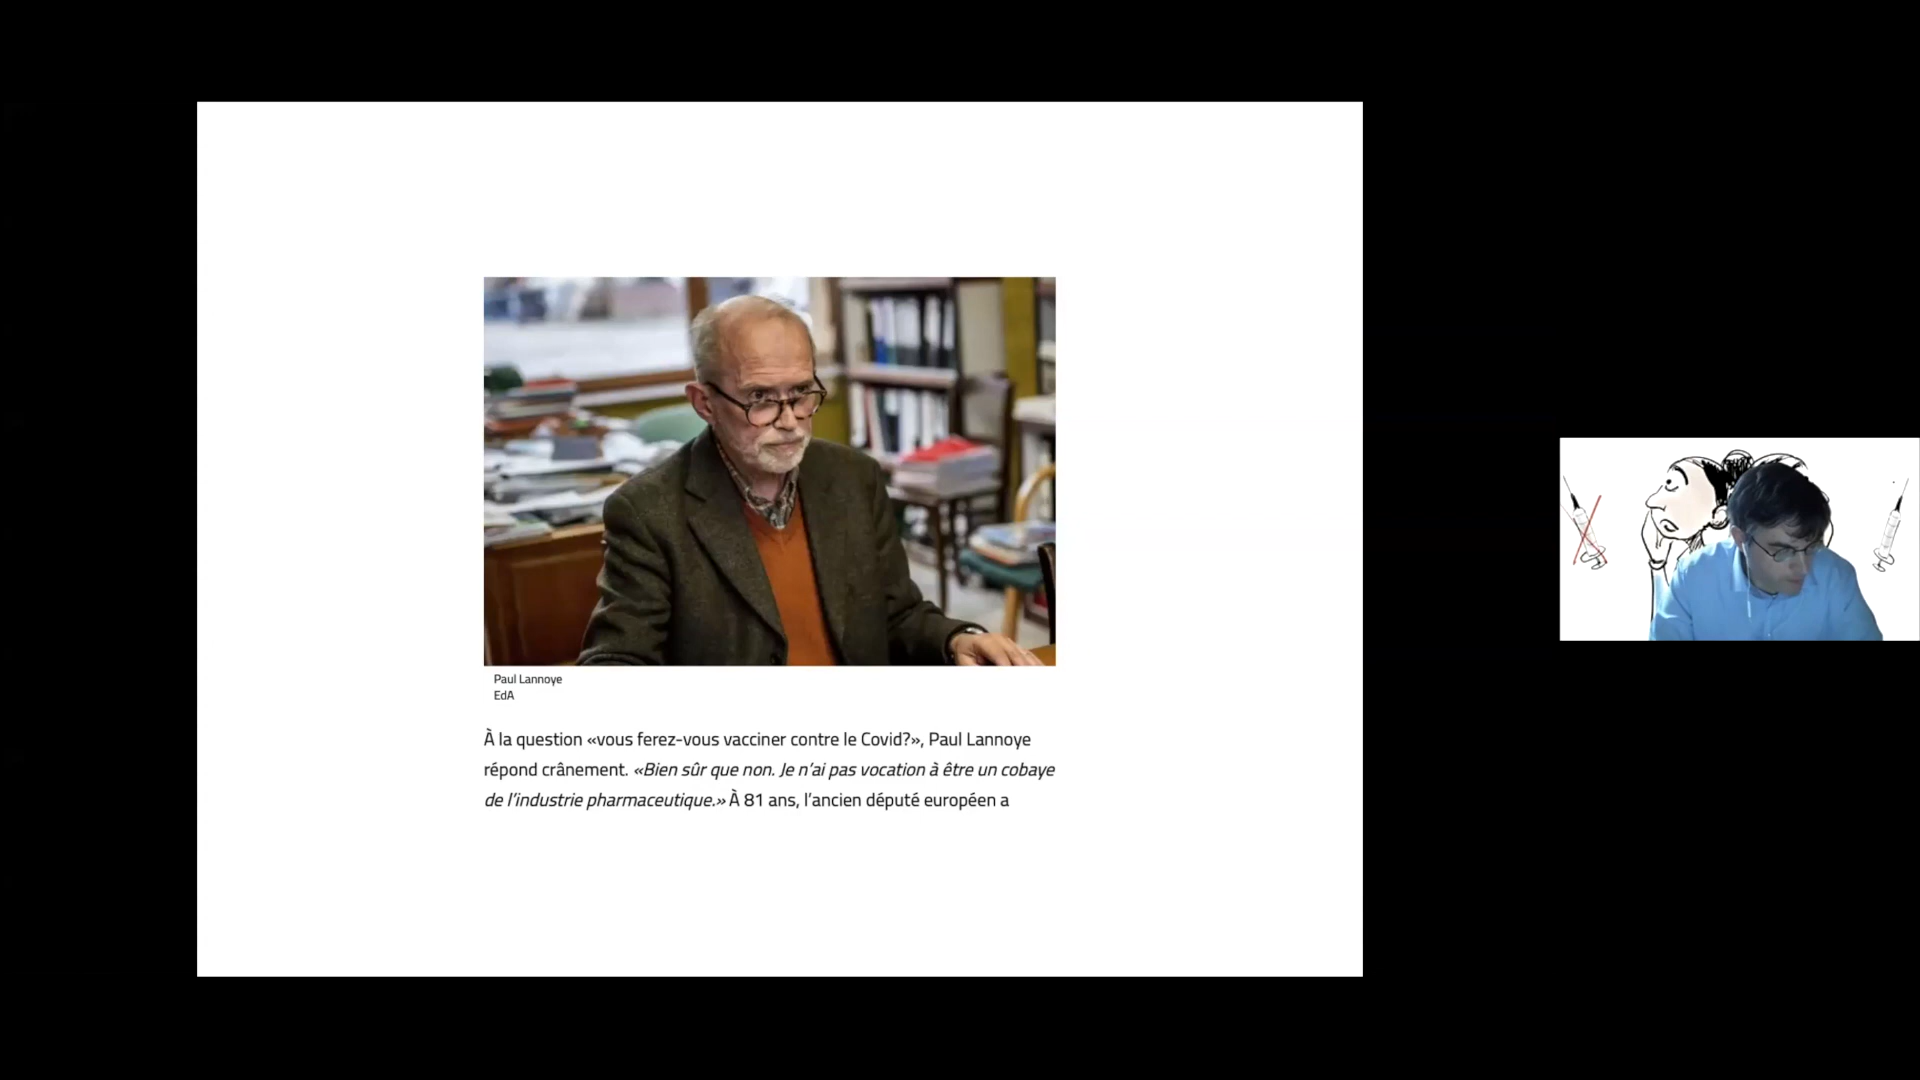 Paul Lannoye
EdA
À la question «vous ferez-vous vacciner contre le Covid?», Paul Lannoye
répond crânement. «Bien sûr que non. Je n’ai pas vocation à être un cobaye
de l’industrie pharmaceutique.» À 81 ans, l’ancien député européen a